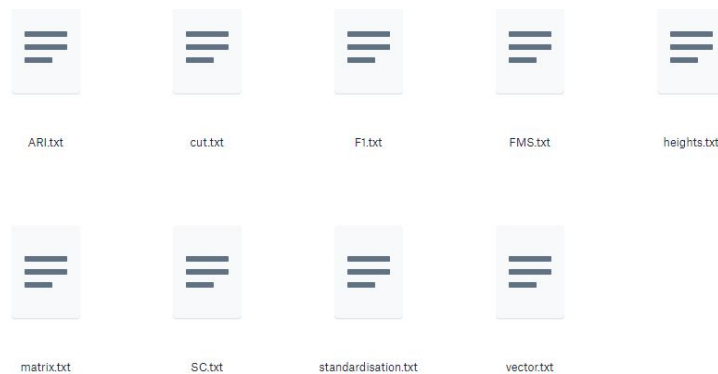 ARI.txt
cut.txt
F1.txt
FMS.txt
heights.txt
matrix.txt
SC.txt
standardisation.txt
vector.txt